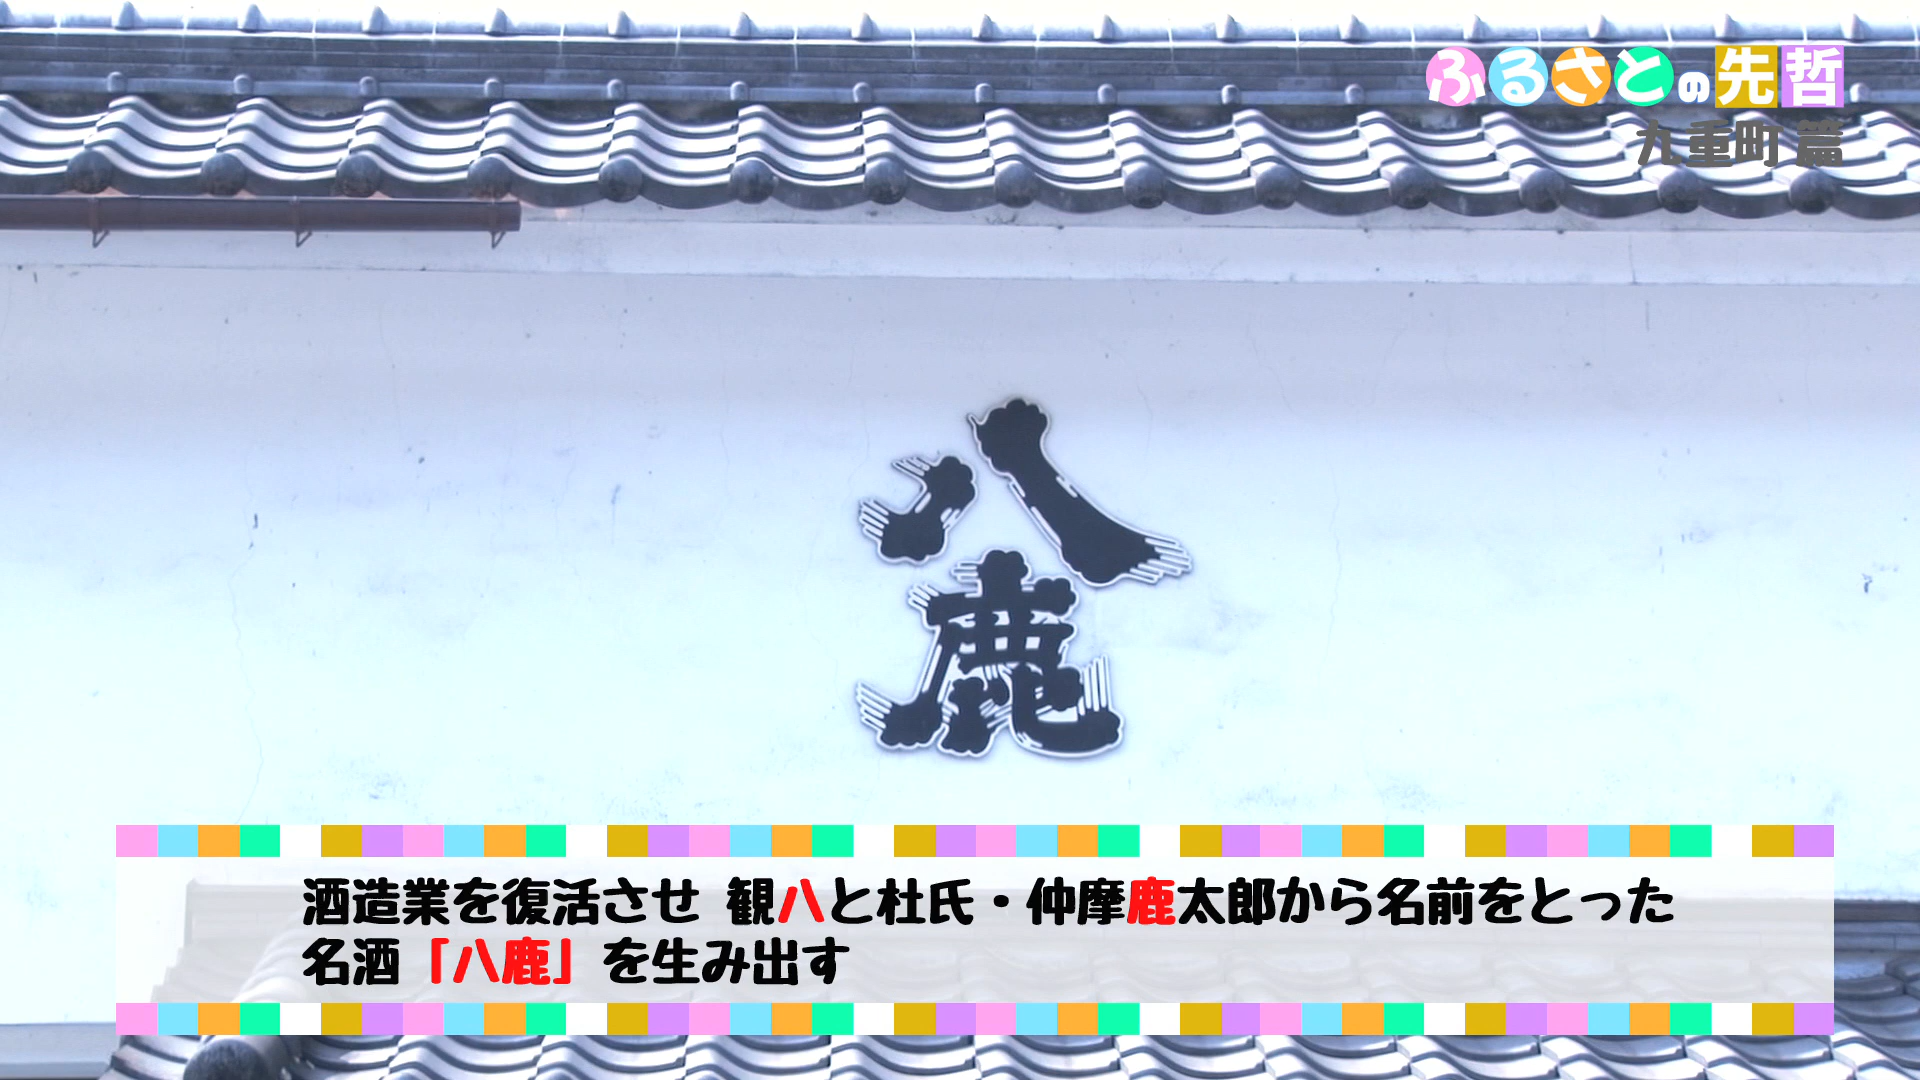 ふるさとの先哲
九重町 篇
八
鹿
酒造業を復活させ 観八と杜氏・仲摩鹿太郎から名前をとった
名酒「八鹿」を生み出す